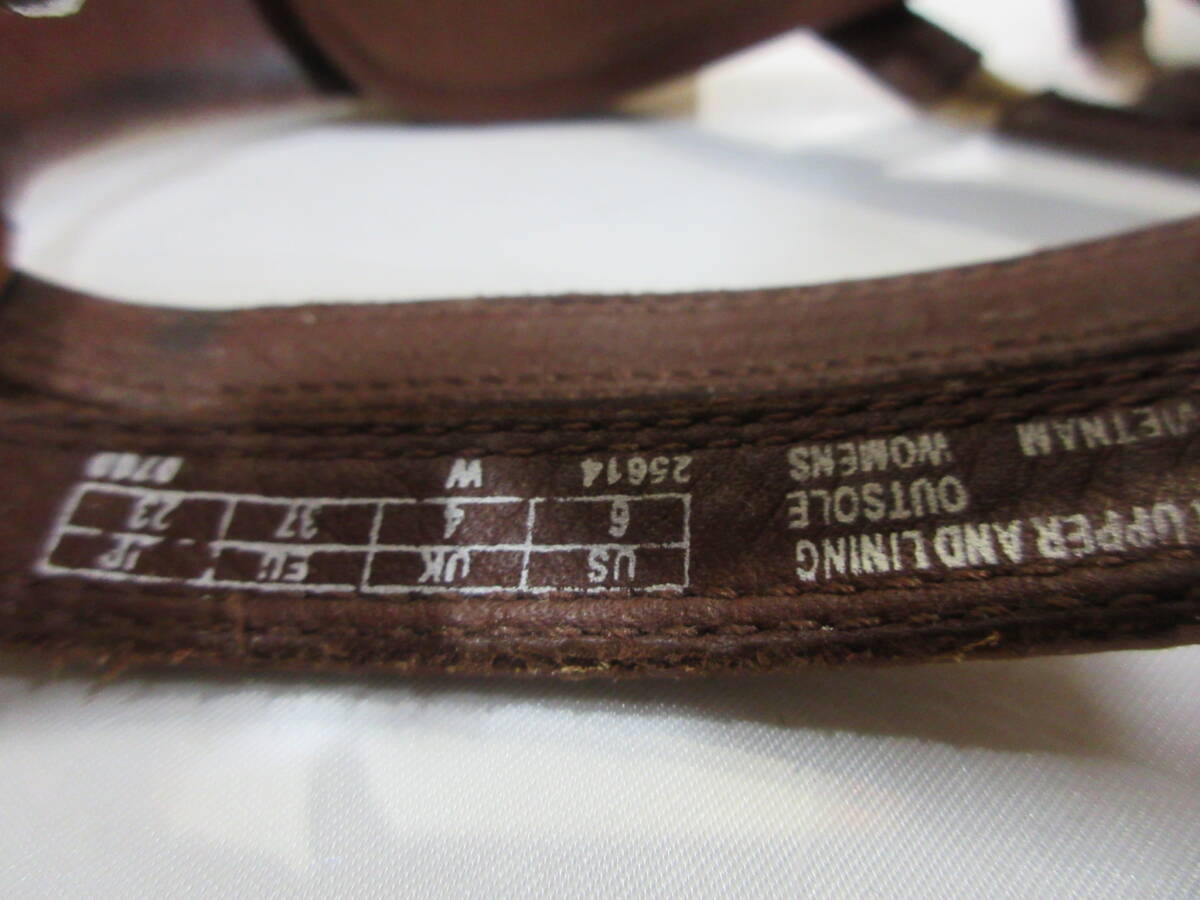 UPPER AND LINING
OUTSOLE
WOMENS
VIETNAM
US UK EU JP
6 4 37 23
25614 W